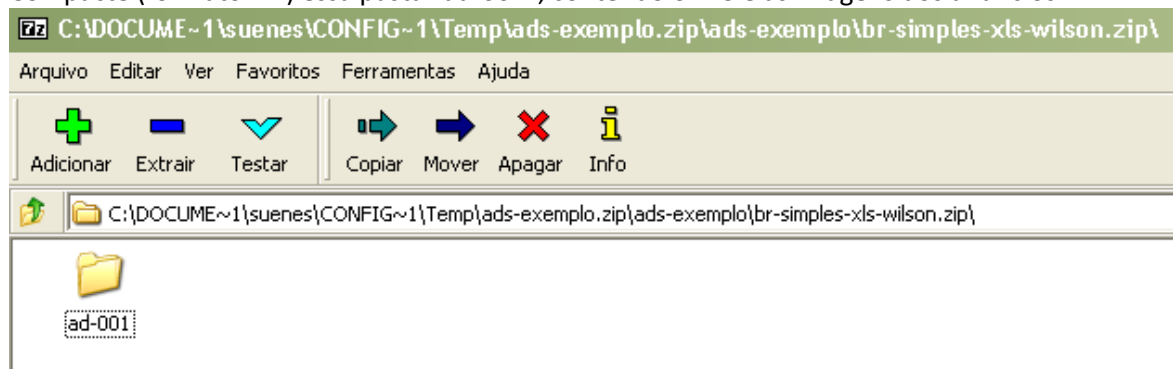 7z C:\DOCUME~1\suenes\CONFIG~1\Temp\ads-exemplo.zip\ads-exemplo\br-simples-xls-wilson.zip\
Arquivo Editar Ver Favoritos Ferramentas Ajuda
Adicionar Extrair Testar Copiar Mover Apagar Info
C:\DOCUME~1\suenes\CONFIG~1\Temp\ads-exemplo.zip\ads-exemplo\br-simples-xls-wilson.zip\
ad-001